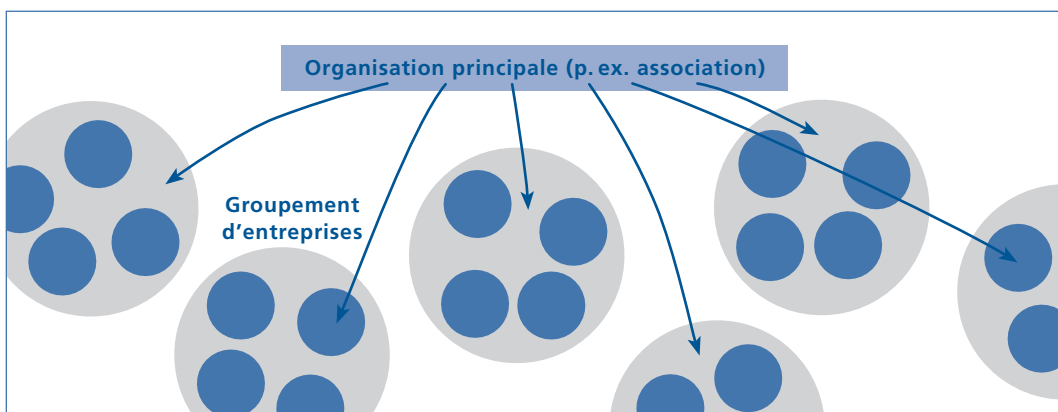 Organisation principale (p. ex. association)
Groupement
d’entreprises